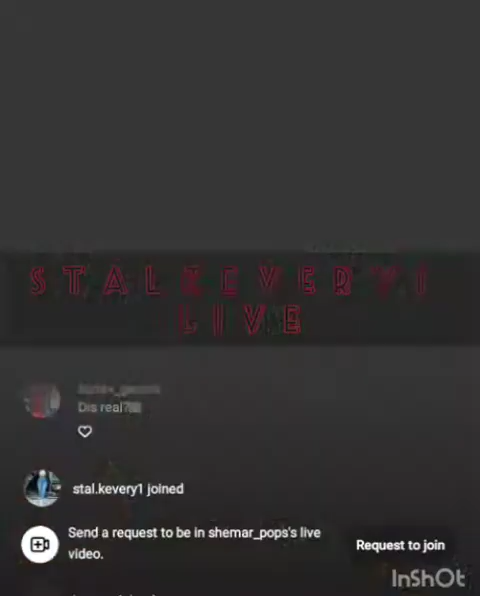 STALKEVERY1
LIVE
Dis real?
stal.kevery1 joined
Send a request to be in shemar_pops's live
video.
Request to join
InShOt